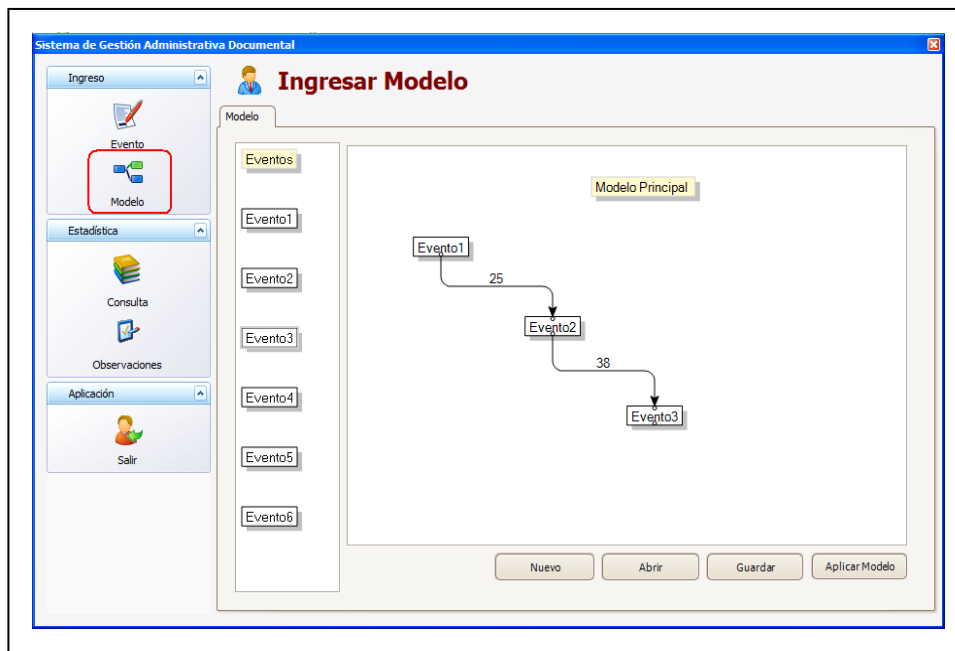 Sistema de Gestión Administrativa Documental
Ingreso
Evento
Modelo
Estadística
Consulta
Observaciones
Aplicación
Salir
Ingresar Modelo
Modelo
Eventos
Evento1
Evento2
Evento3
Evento4
Evento5
Evento6
Modelo Principal
Evento1
25
Evento2
38
Evento3
Nuevo
Abrir
Guardar
Aplicar Modelo